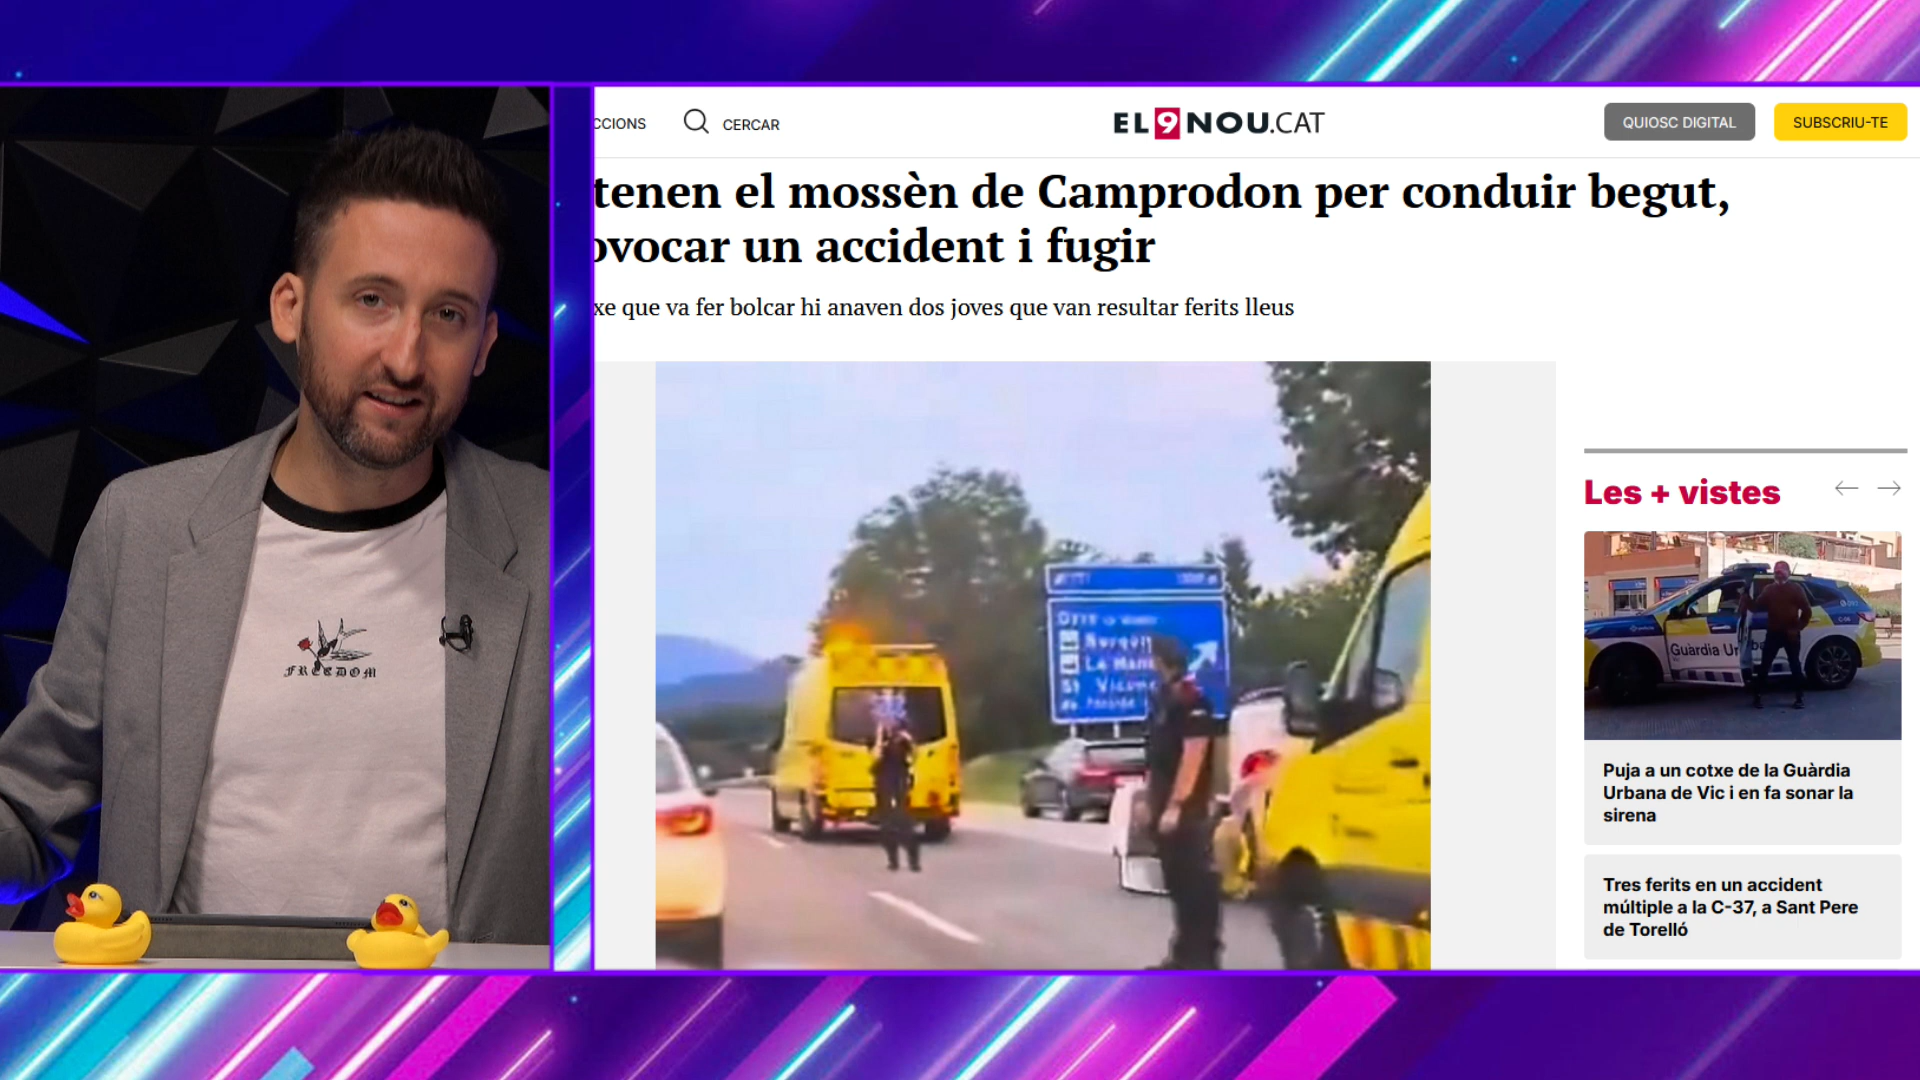 CCIONS
CERCAR
EL9NOU.CAT
QUIOSC DIGITAL
SUBSCRIU-TE
tenen el mossèn de Camprodon per conduir begut,
ovocar un accident i fugir
xe que va fer bolcar hi anaven dos joves que van resultar ferits lleus
Les + vistes
FREEDOM
Guàrdia Ur
Puja a un cotxe de la Guàrdia
Urbana de Vic i en fa sonar la
sirena
Tres ferits en un accident
múltiple a la C-37, a Sant Pere
de Torelló